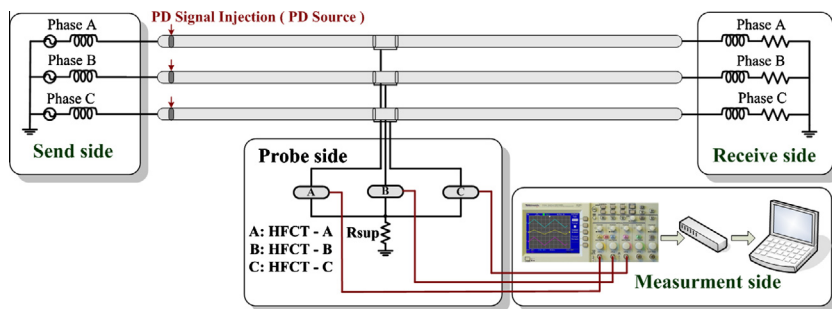 PD Signal Injection ( PD Source )
Phase A
Phase B
Phase C
Send side
Phase A
Phase B
Phase C
Receive side
Probe side
A
B
C
A: HFCT - A
B: HFCT - B
C: HFCT - C
Rsup
Measurment side